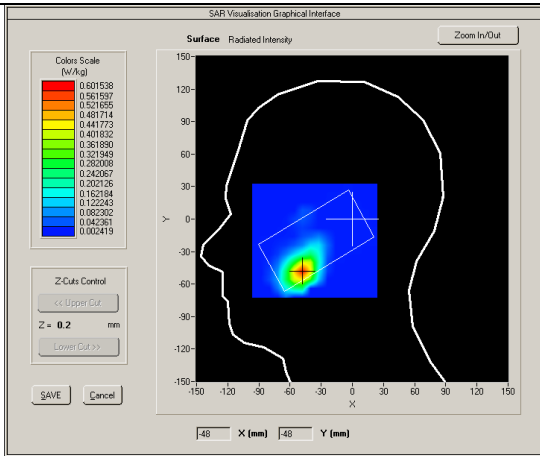 SAR Visualisation Graphical Interface
Surface Radiated Intensity
Zoom In/Out
Colors Scale
(W/kg)
0.601538
0.561597
0.521655
0.481714
0.441773
0.401832
0.361890
0.321949
0.282008
0.242067
0.202126
0.162184
0.122243
0.082302
0.042361
0.002419
Z-Cuts Control
<< Upper Cut
Z = 0.2 mm
Lower Cut >>
SAVE Cancel
150
120
90
60
30
0
-30
-60
-90
-120
-150
Y
-150 -120 -90 -60 -30 0 30 60 90 120 150
X
-48 X (mm) -48 Y (mm)